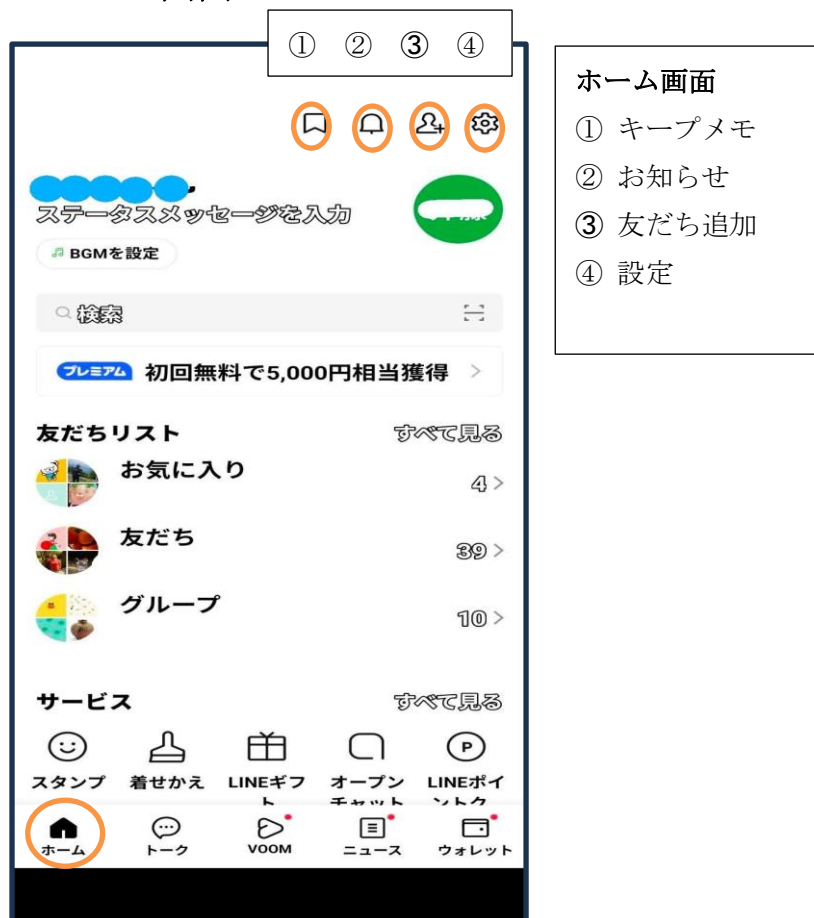 ① ② ③ ④
ホーム画面
① キープメモ
② お知らせ
③ 友だち追加
④ 設定
ステータスメッセージを入力
BGMを設定
検索
プレミアム 初回無料で5,000円相当獲得
友だちリスト すべて見る
お気に入り
4
友だち
39
グループ
10
サービス すべて見る
スタンプ 着せかえ LINEギフ オープン LINEポイ
ト チャット ントク
ホーム トーク VOOM ニュース ウォレット